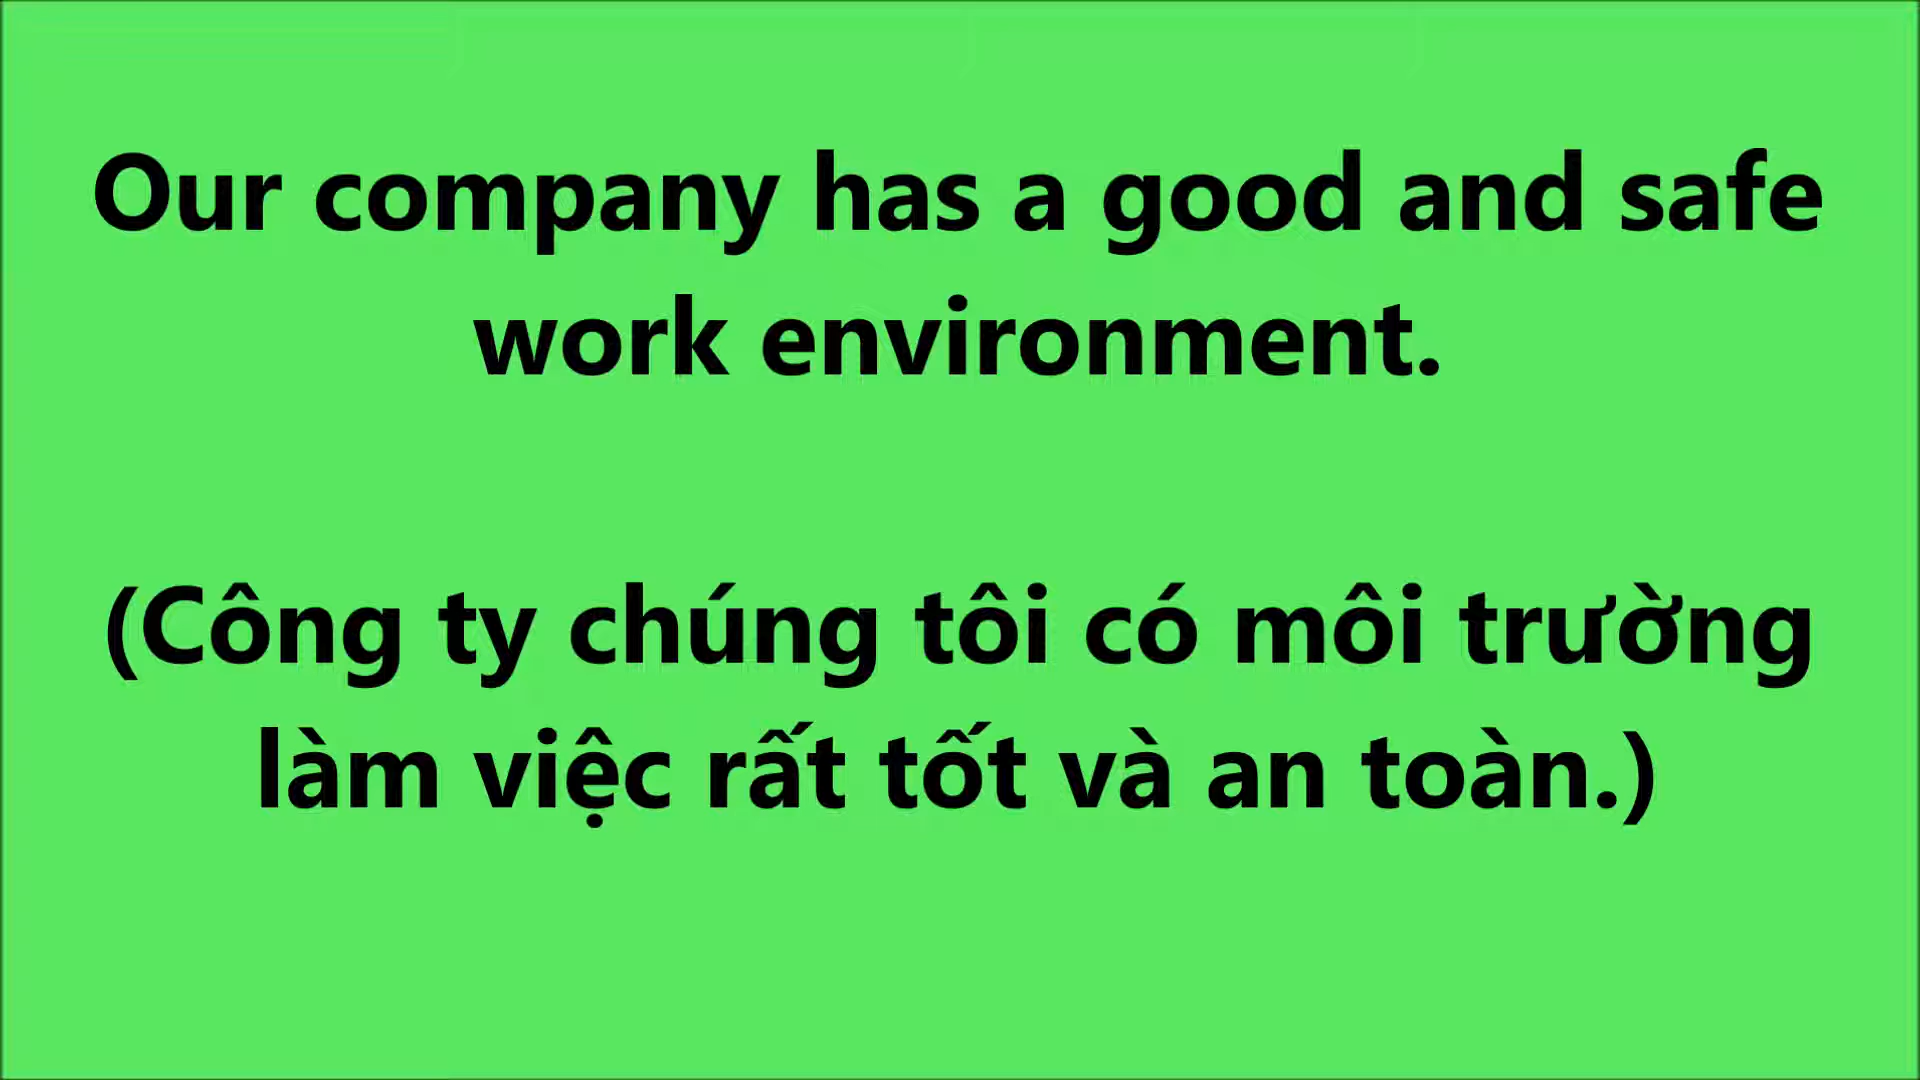 Our company has a good and safe
work environment.
(Công ty chúng tôi có môi trường
làm việc rất tốt và an toàn.)